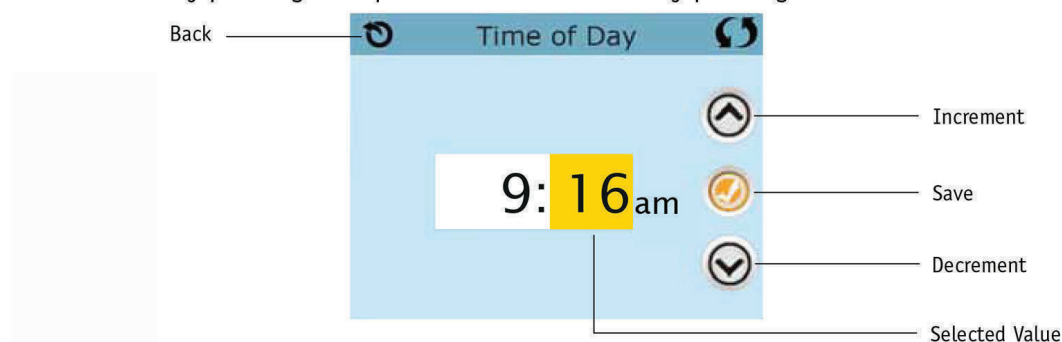 Back
Time of Day
Increment
9:16am
Save
Decrement
Selected Value